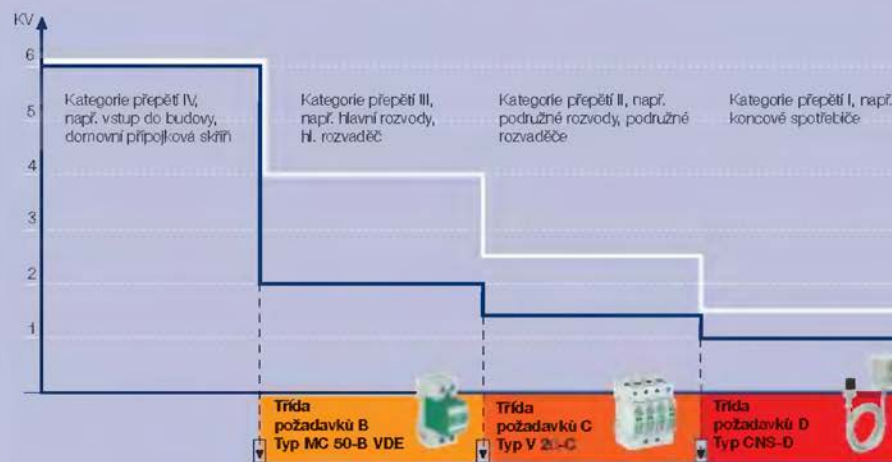 KV
6
5
4
3
2
1
Kategorie přepětí IV,
např. vstup do budovy,
domovní přípojková skříň
Kategorie přepětí III,
např. hlavní rozvody,
hl. rozvaděč
Kategorie přepětí II, např.
podružné rozvody, podružné
rozvaděče
Kategorie přepětí I, např.
koncové spotřebiče
Třída
požadavků B
Typ MC 50-B VDE
Třída
požadavků C
Typ V 20-C
Třída
požadavků D
Typ CNS-D